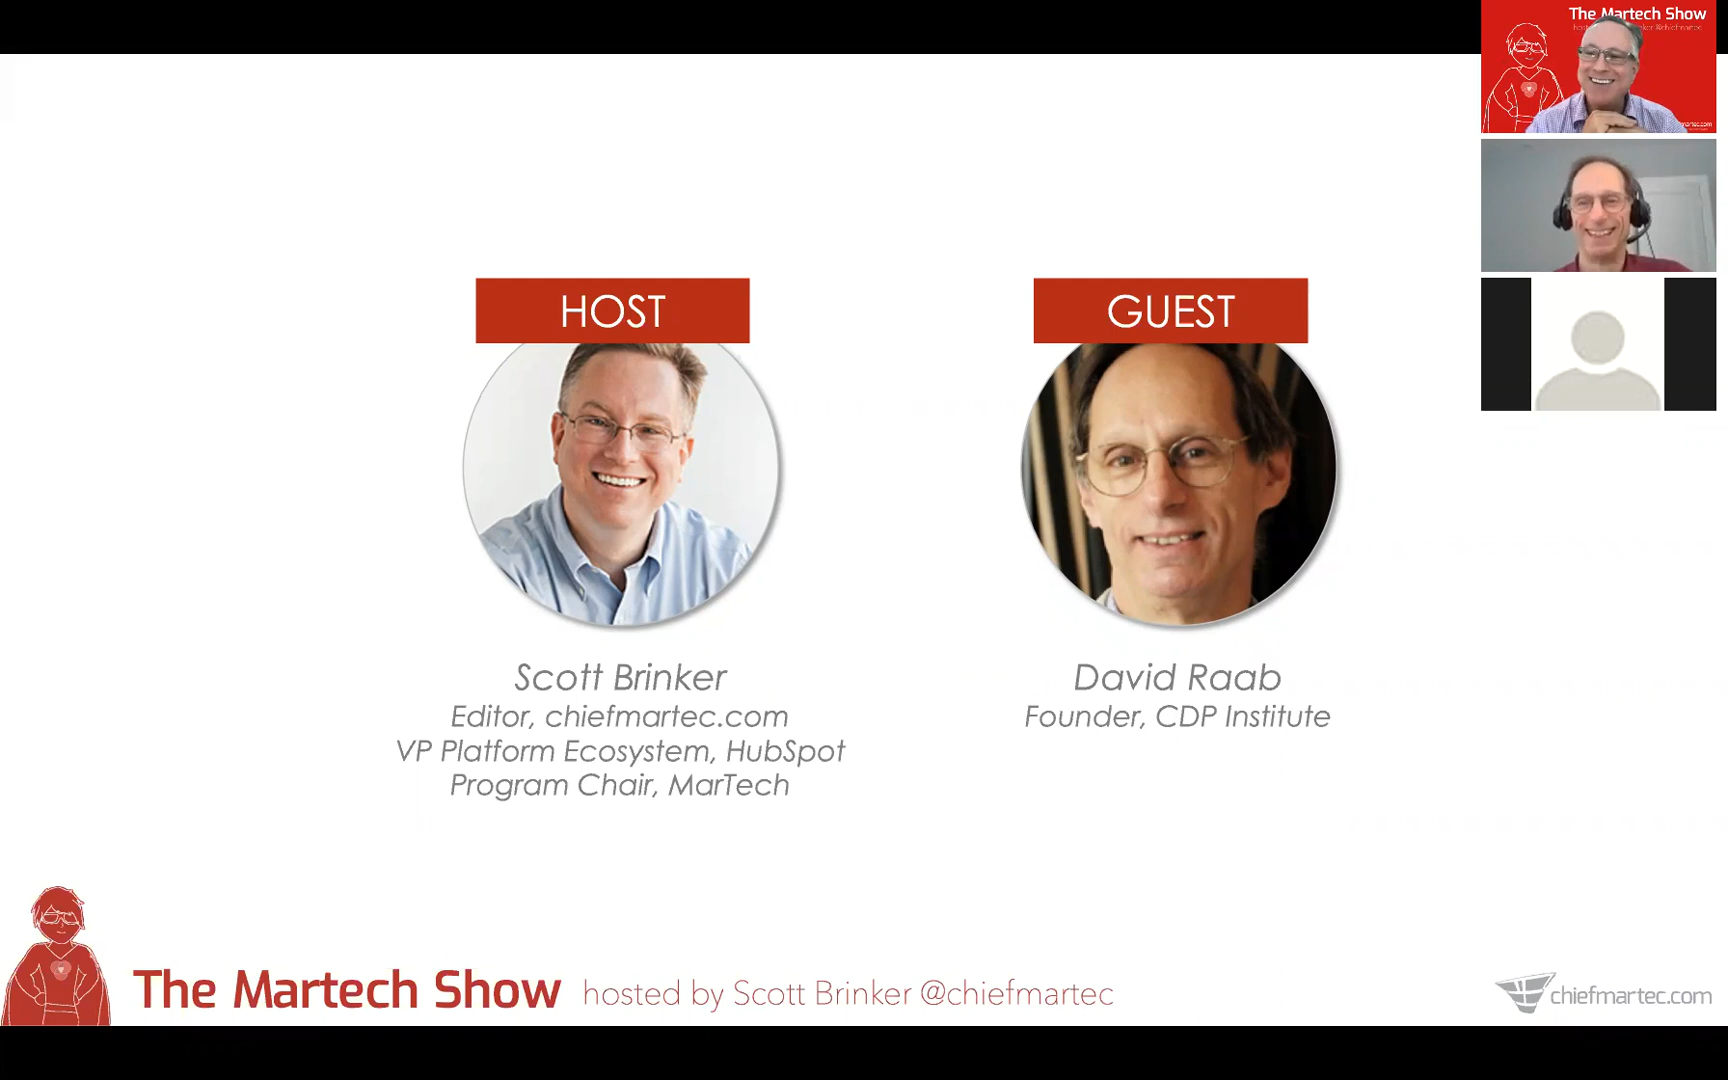 The Martech Show
HOST
GUEST
Scott Brinker
Editor, chiefmartec.com
VP Platform Ecosystem, HubSpot
Program Chair, MarTech
David Raab
Founder, CDP Institute
The Martech Show hosted by Scott Brinker @chiefmartec
chiefmartec.com